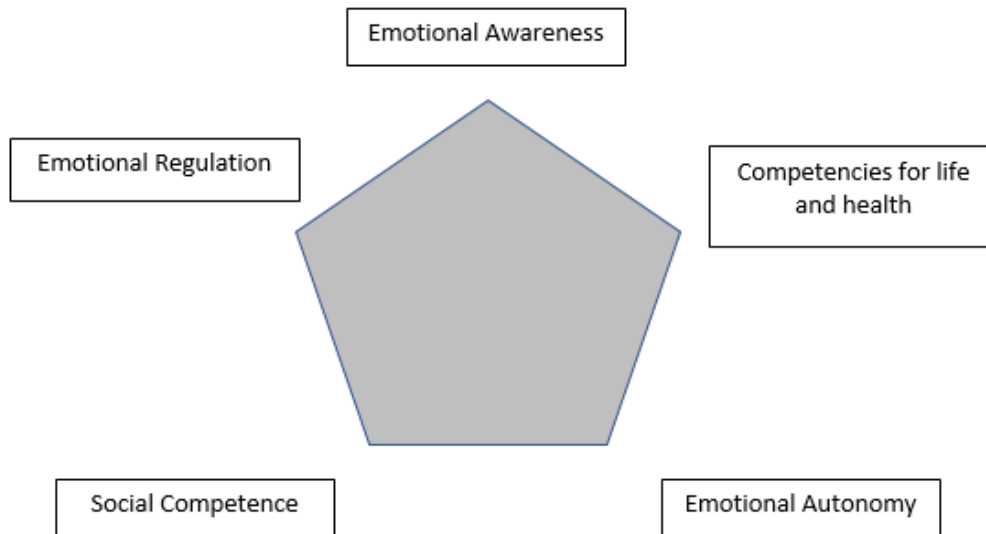 Emotional Awareness
Emotional Regulation
Competencies for life
and health
Social Competence
Emotional Autonomy